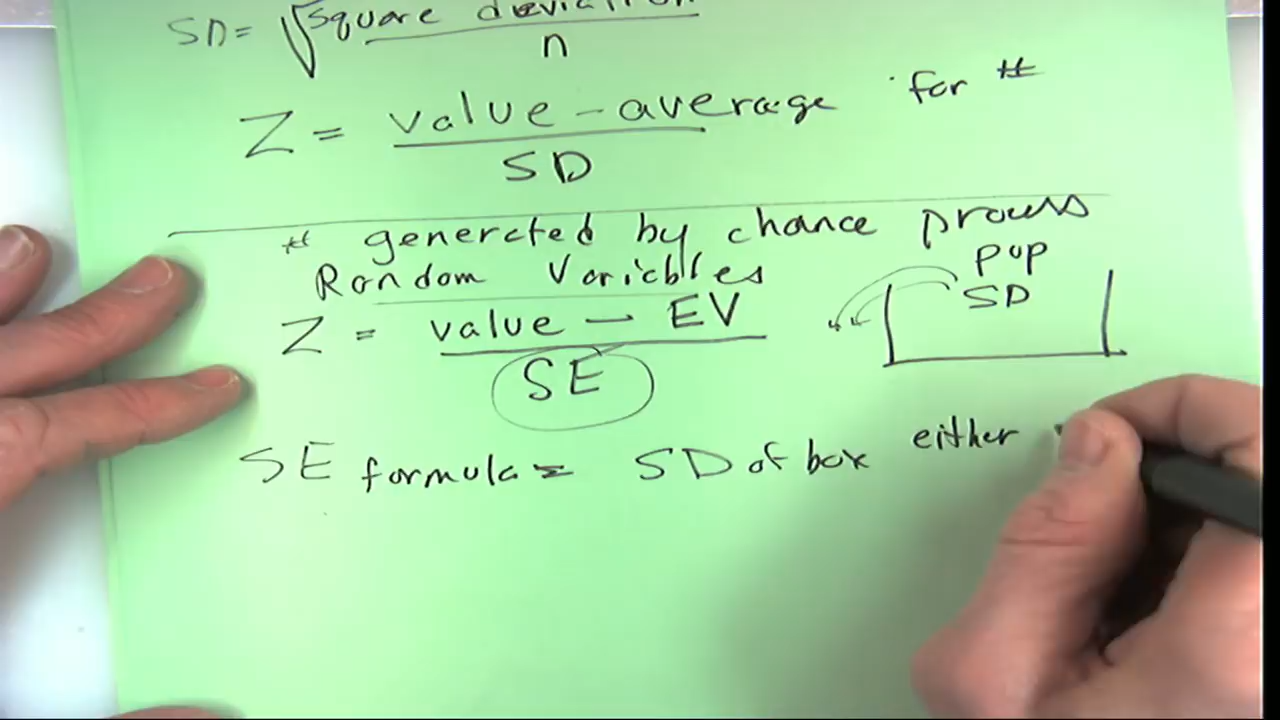 SD = √square deviation
n
Z = value - average for #
SD
# generated by chance process
Random Variables
pop
SD
Z = value - EV
SE
SE formula = SD of box either